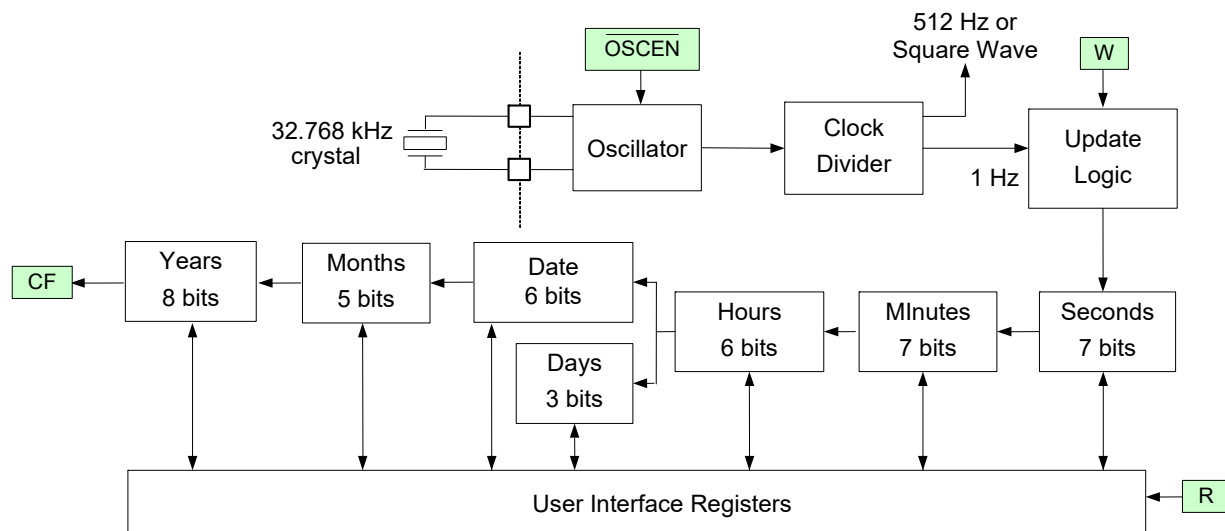 512 Hz or
Square Wave
OSCEN
W
32.768 kHz
crystal
Oscillator
Clock
Divider
1 Hz
Update
Logic
CF
Years
8 bits
Months
5 bits
Date
6 bits
Days
3 bits
Hours
6 bits
MInutes
7 bits
Seconds
7 bits
User Interface Registers
R